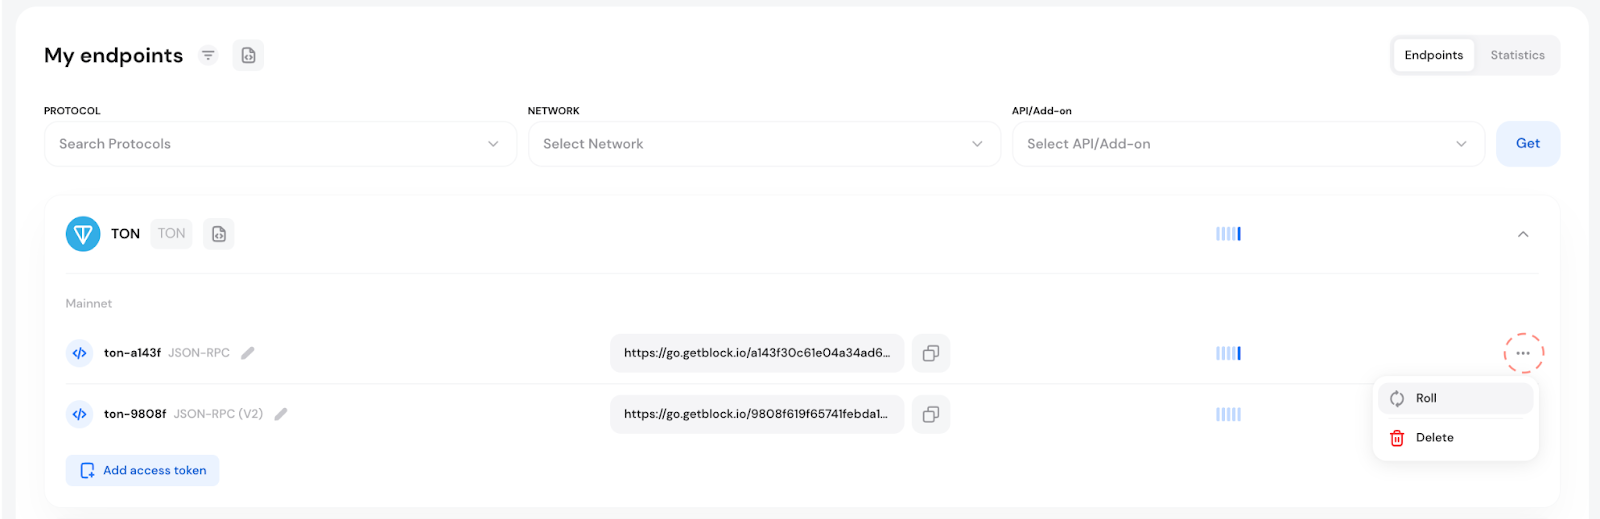 My endpoints
Endpoints Statistics
PROTOCOL NETWORK API/Add-on
Search Protocols Select Network Select API/Add-on Get
TON TON
Mainnet
ton-a143f JSON-RPC https://go.getblock.io/a143f30c61e04a34ad6...
ton-9808f JSON-RPC (V2) https://go.getblock.io/9808f619f65741febda1...
Roll
Delete
Add access token